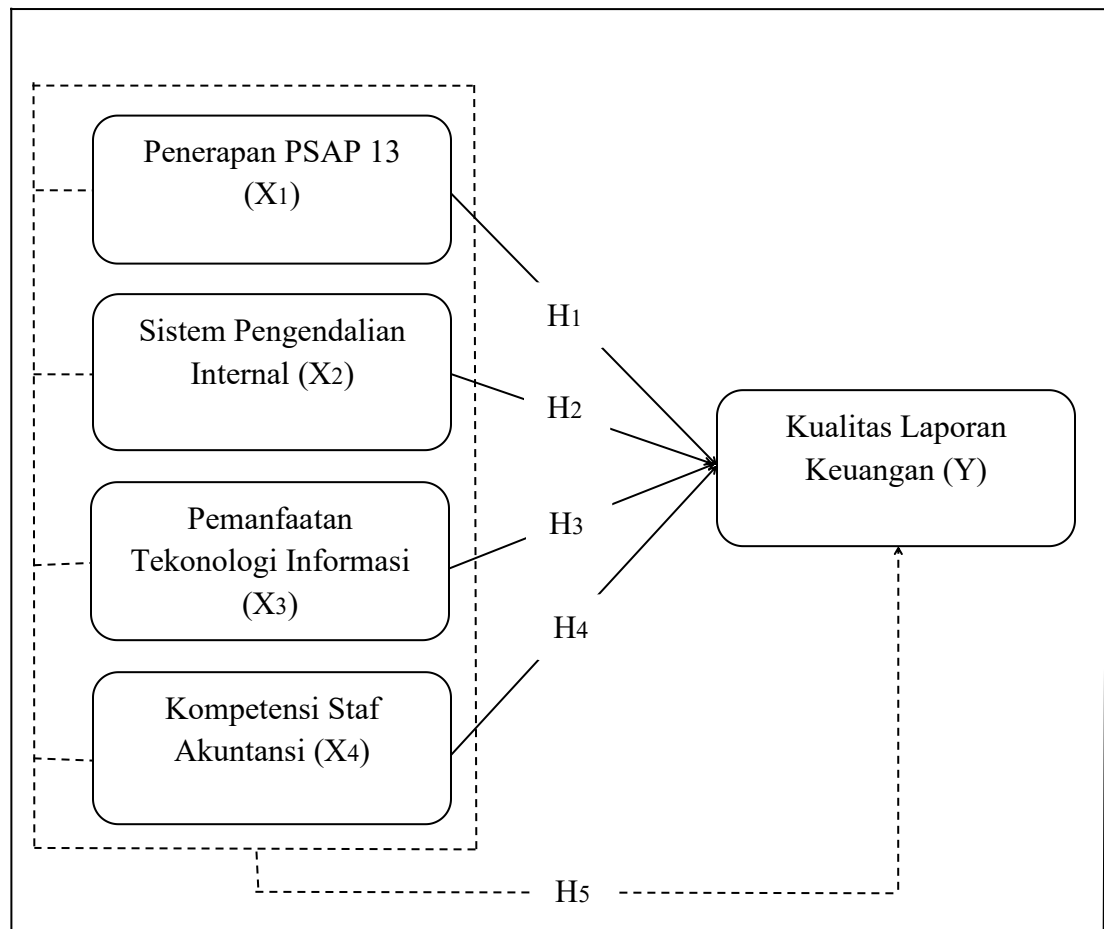 Penerapan PSAP 13
(X1)
H1
Sistem Pengendalian
Internal (X2)
H2
Kualitas Laporan
Keuangan (Y)
Pemanfaatan
Tekonologi Informasi
(X3)
H3
H4
Kompetensi Staf
Akuntansi (X4)
H5